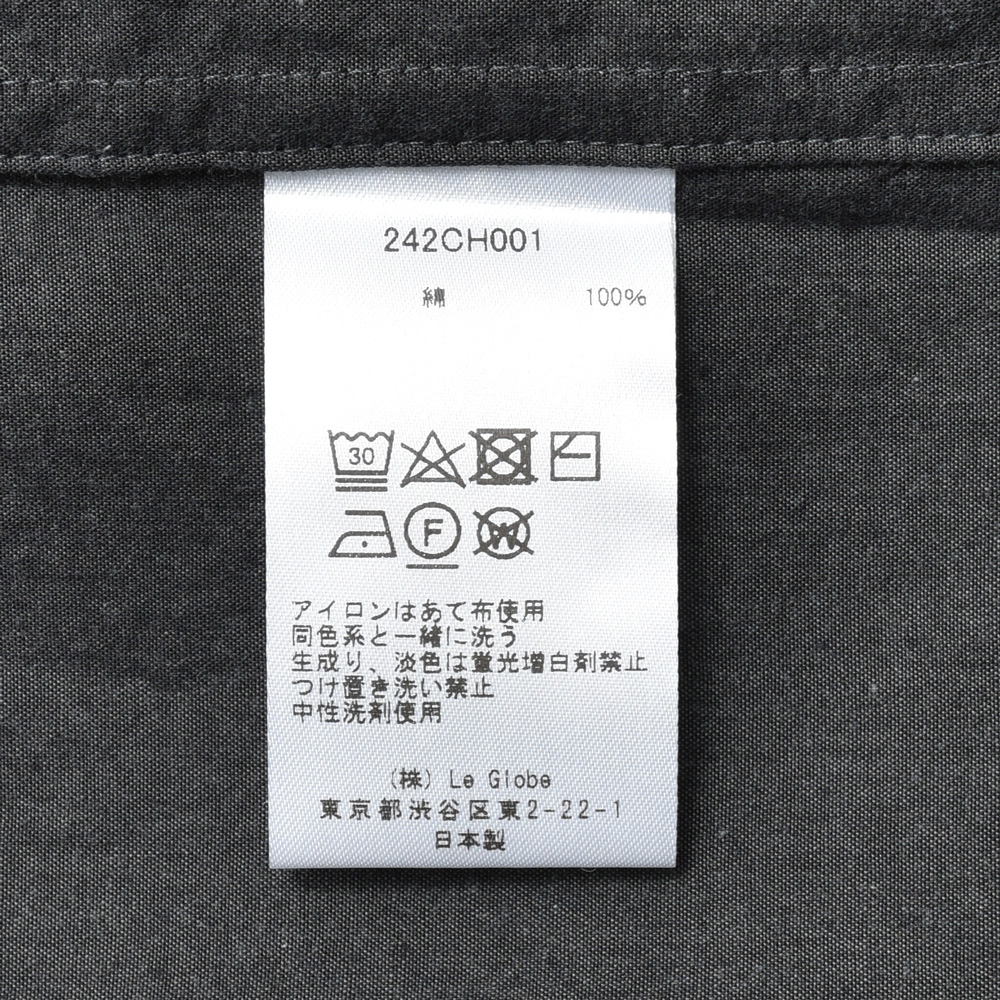 242CH001
綿 100%
30
F
W
アイロンはあて布使用
同色系と一緒に洗う
生成り、淡色は蛍光増白剤禁止
つけ置き洗い禁止
中性洗剤使用
(株) Le Globe
東京都渋谷区東2-22-1
日本製